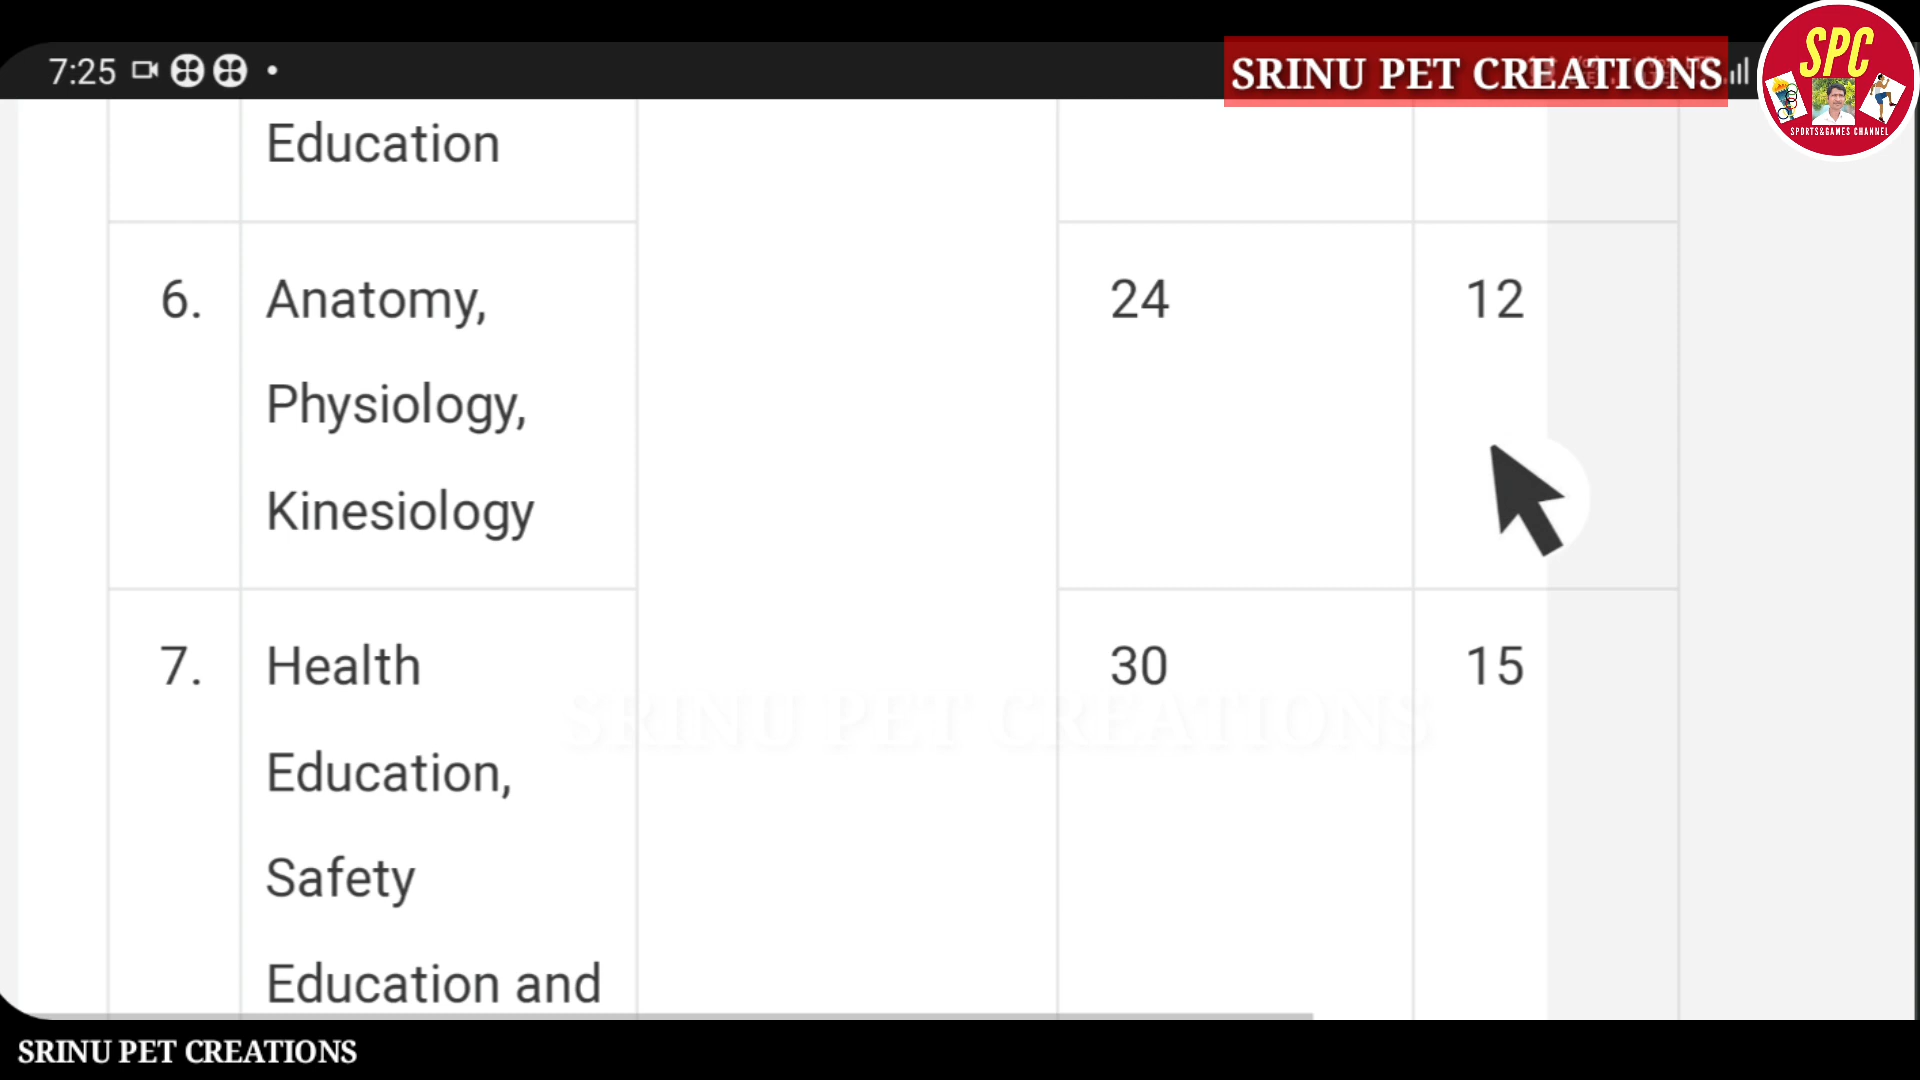 7:25
SRINU PET CREATIONS
SPC
SPORTS&GAMES CHANNEL
Education
6. Anatomy, 24 12
Physiology,
Kinesiology
7. Health 30 15
SRINU PET CREATIONS
Education,
Safety
Education and
SRINU PET CREATIONS